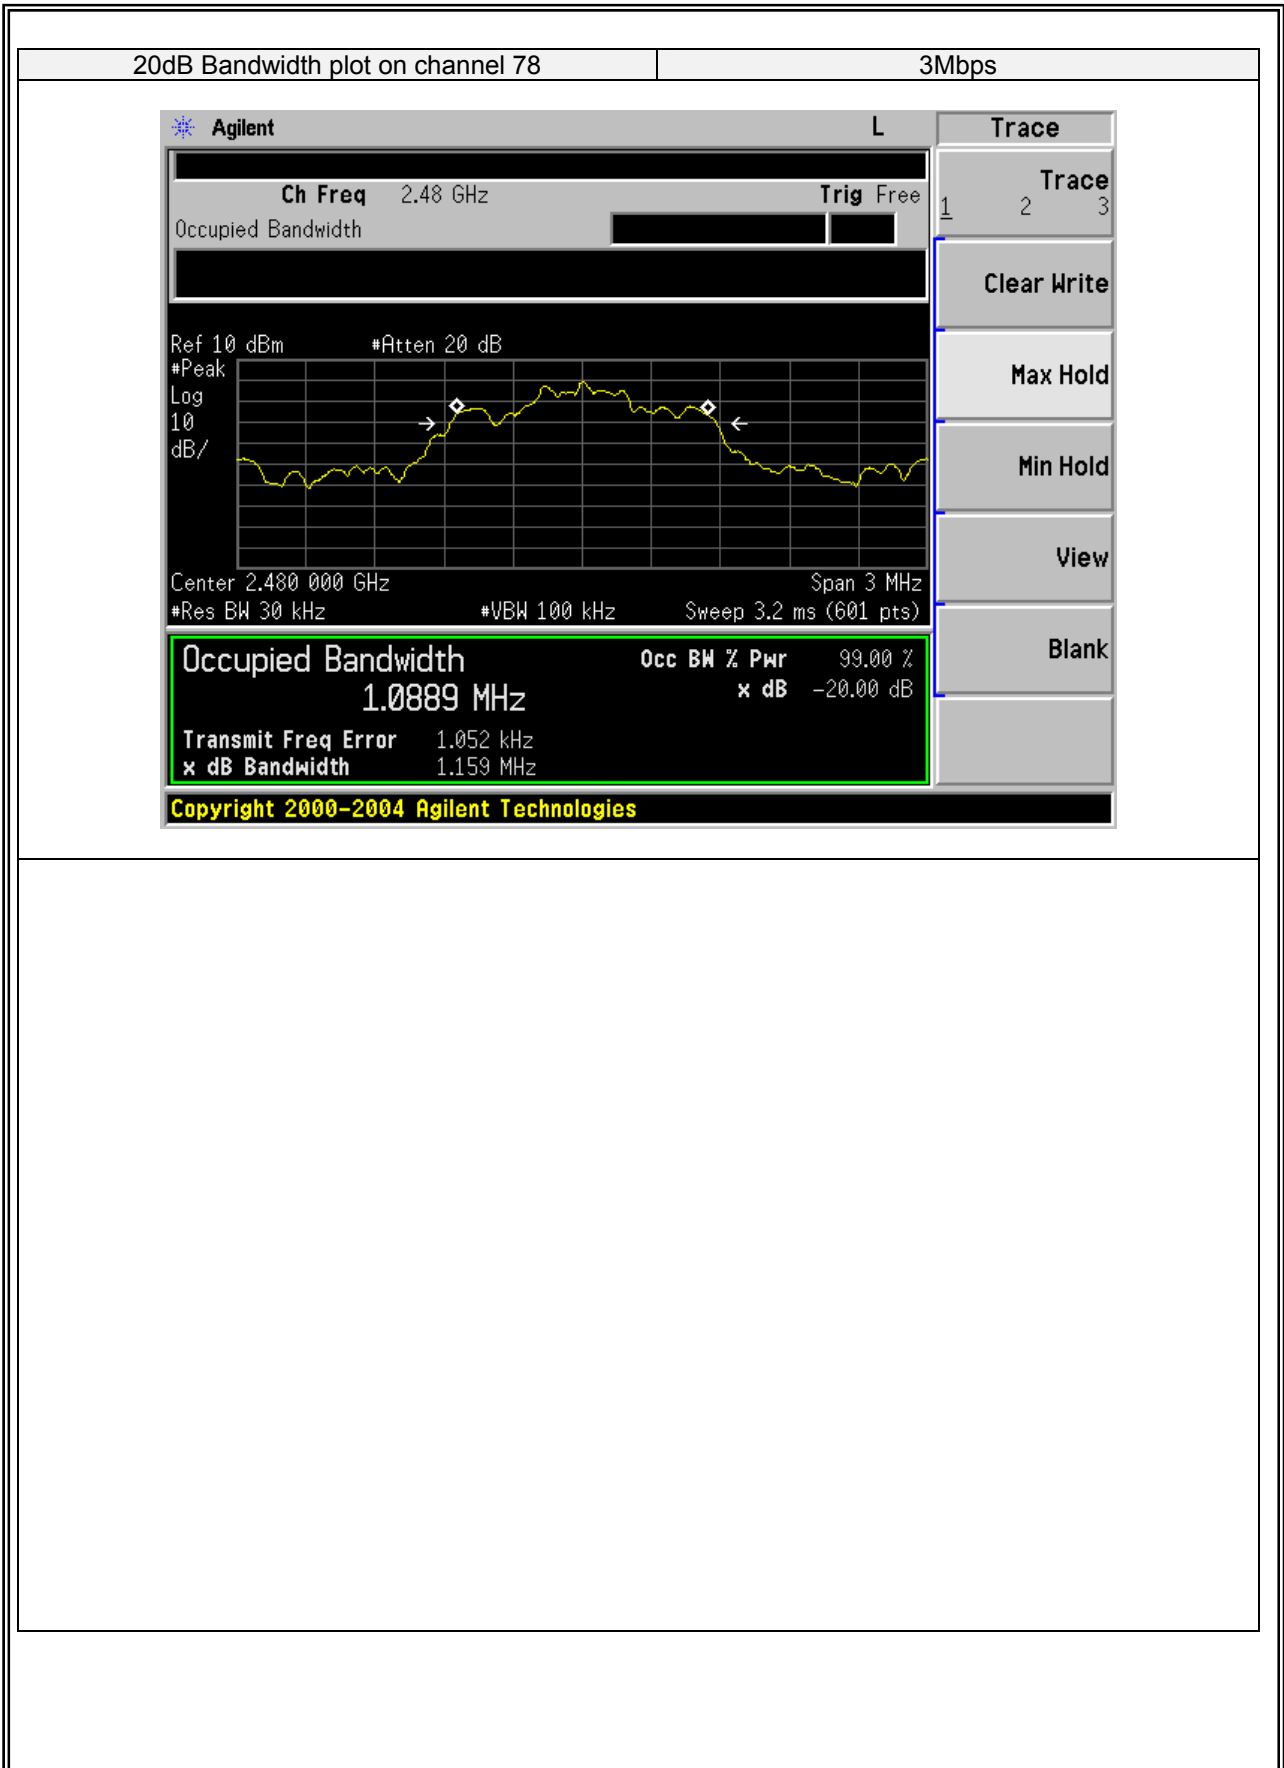 20dB Bandwidth plot on channel 78 3Mbps
Agilent L Trace
Ch Freq 2.48 GHz Trig Free
Occupied Bandwidth
Trace
1 2 3
Clear Write
Max Hold
Min Hold
View
Blank
Ref 10 dBm #Atten 20 dB
#Peak
Log
10
dB/
Center 2.480 000 GHz Span 3 MHz
#Res BW 30 kHz #VBW 100 kHz Sweep 3.2 ms (601 pts)
Occupied Bandwidth Occ BW % Pwr 99.00 %
1.0889 MHz x dB -20.00 dB
Transmit Freq Error 1.052 kHz
x dB Bandwidth 1.159 MHz
Copyright 2000-2004 Agilent Technologies